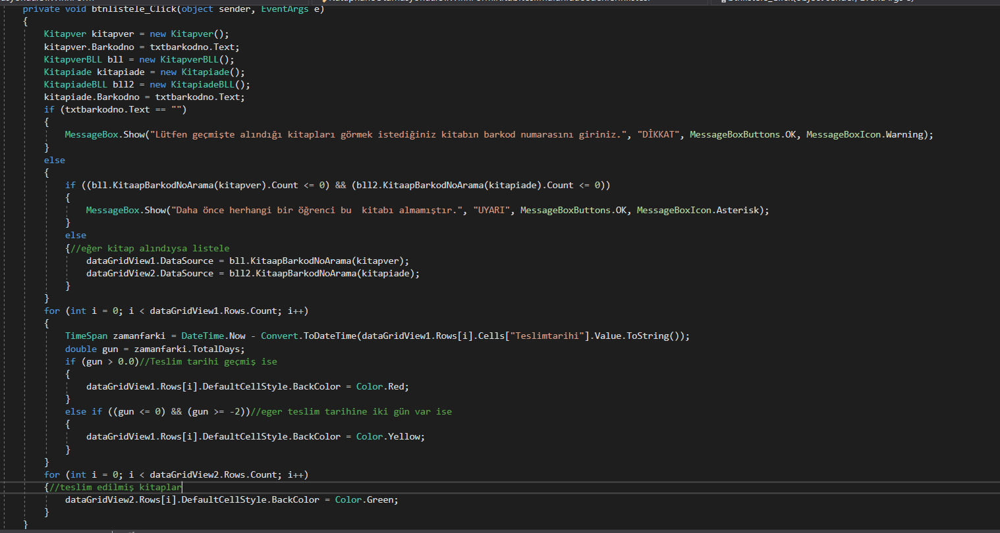 private void btnlistele_Click(object sender, EventArgs e)
{
Kitapver kitapver = new Kitapver();
kitapver.Barkodno = txtbarkodno.Text;
KitapverBLL bll = new KitapverBLL();
Kitapiade kitapiade = new Kitapiade();
KitapiadeBLL bll2 = new KitapiadeBLL();
kitapiade.Barkodno = txtbarkodno.Text;
if (txtbarkodno.Text == "")
{
MessageBox.Show("Lütfen geçmişte alındığı kitapları görmek istediğiniz kitabın barkod numarasını giriniz.", "DİKKAT", MessageBoxButtons.OK, MessageBoxIcon.Warning);
}
else
{
if ((bll.KitaapBarkodNoArama(kitapver).Count <= 0) && (bll2.KitaapBarkodNoArama(kitapiade).Count <= 0))
{
MessageBox.Show("Daha önce herhangi bir öğrenci bu  kitabı almamıştır.", "UYARI", MessageBoxButtons.OK, MessageBoxIcon.Asterisk);
}
else
{//eğer kitap alındıysa listele
dataGridView1.DataSource = bll.KitaapBarkodNoArama(kitapver);
dataGridView2.DataSource = bll2.KitaapBarkodNoArama(kitapiade);
}
}
for (int i = 0; i < dataGridView1.Rows.Count; i++)
{
TimeSpan zamanfarki = DateTime.Now - Convert.ToDateTime(dataGridView1.Rows[i].Cells["Teslimtarihi"].Value.ToString());
double gun = zamanfarki.TotalDays;
if (gun > 0.0)//Teslim tarihi geçmiş ise
{
dataGridView1.Rows[i].DefaultCellStyle.BackColor = Color.Red;
}
else if ((gun <= 0) && (gun >= -2))//eger teslim tarihine iki gün var ise
{
dataGridView1.Rows[i].DefaultCellStyle.BackColor = Color.Yellow;
}
}
for (int i = 0; i < dataGridView2.Rows.Count; i++)
{//teslim edilmiş kitaplar
dataGridView2.Rows[i].DefaultCellStyle.BackColor = Color.Green;
}
}